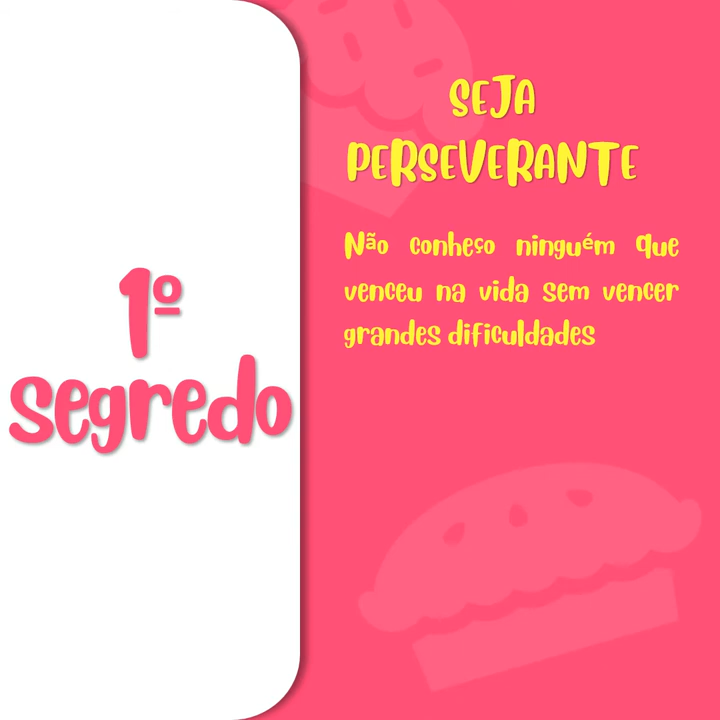 1º
segredo
SEJA
PERSEVERANTE
Não conheço ninguém que
venceu na vida sem vencer
grandes dificuldades